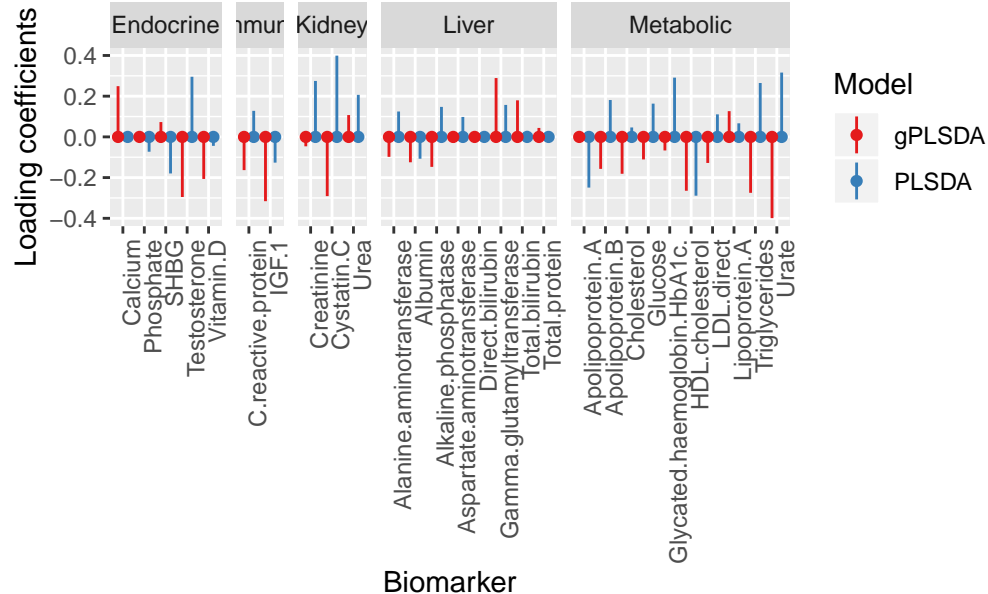 Endocrine
mmun
Kidney
Liver
Metabolic
Loading coefficients
0.4
0.2
0.0
−0.2
−0.4
Calcium
Phosphate
SHBG
Testosterone
Vitamin.D
C.reactive.protein
IGF.1
Creatinine
Cystatin.C
Urea
Alanine.aminotransferase
Albumin
Alkaline.phosphatase
Aspartate.aminotransferase
Direct.bilirubin
Gamma.glutamyltransferase
Total.bilirubin
Total.protein
Apolipoprotein.A
Apolipoprotein.B
Cholesterol
Glucose
Glycated.haemoglobin.HbA1c.
HDL.cholesterol
LDL.direct
Lipoprotein.A
Triglycerides
Urate
Biomarker
Model
gPLSDA
PLSDA